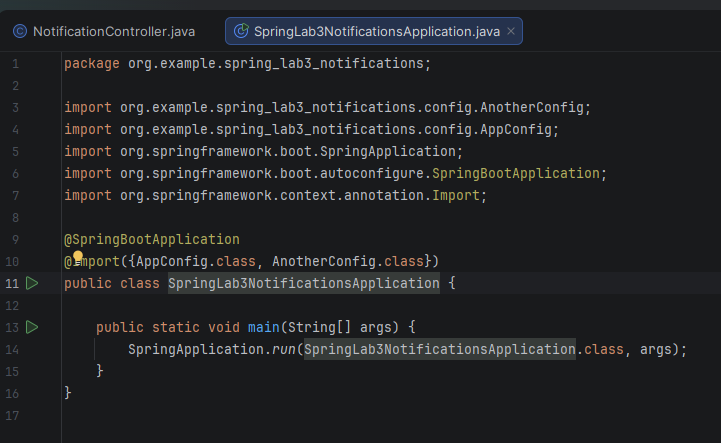 NotificationController.java SpringLab3NotificationsApplication.java
1 package org.example.spring_lab3_notifications;
2
3 import org.example.spring_lab3_notifications.config.AnotherConfig;
4 import org.example.spring_lab3_notifications.config.AppConfig;
5 import org.springframework.boot.SpringApplication;
6 import org.springframework.boot.autoconfigure.SpringBootApplication;
7 import org.springframework.context.annotation.Import;
8
9 @SpringBootApplication
10 @Import({AppConfig.class, AnotherConfig.class})
11 public class SpringLab3NotificationsApplication {
12
13 public static void main(String[] args) {
14 SpringApplication.run(SpringLab3NotificationsApplication.class, args);
15 }
16 }
17